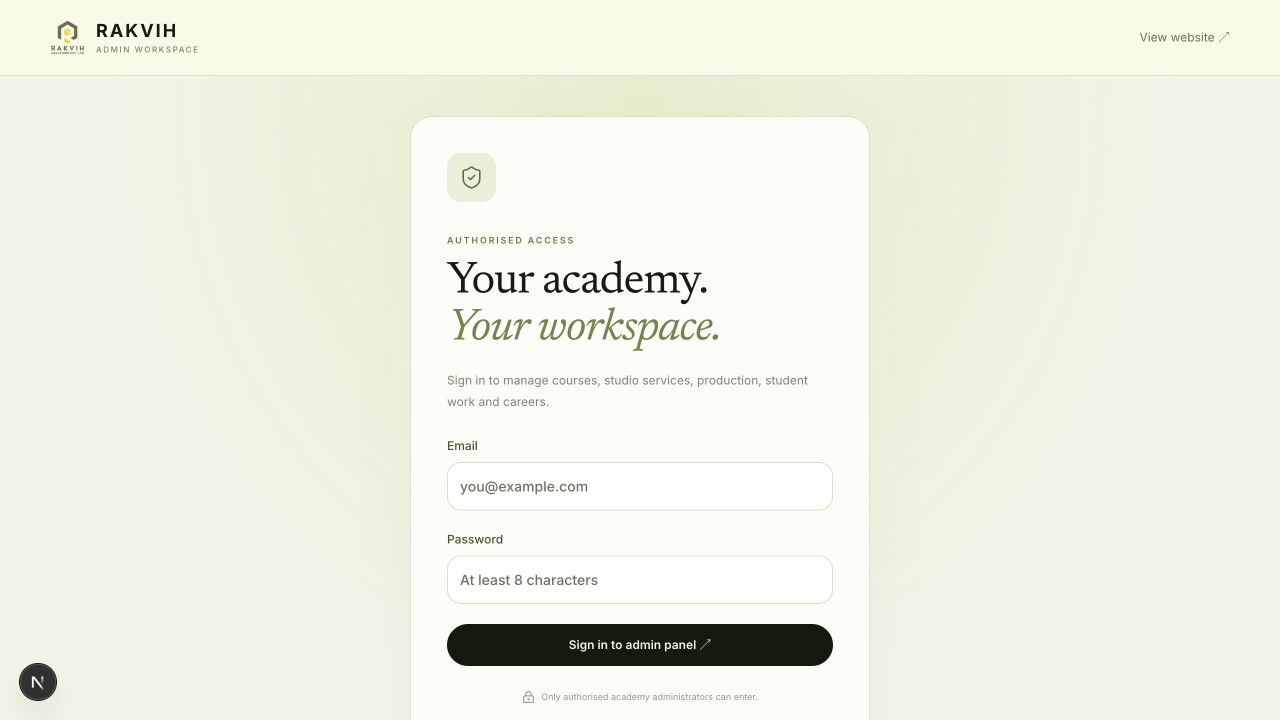 RAKVIH
RAKVIH
ADMIN WORKSPACE
View website ↗
AUTHORISED ACCESS
Your academy.
Your workspace.
Sign in to manage courses, studio services, production, student
work and careers.
Email
you@example.com
Password
At least 8 characters
Sign in to admin panel ↗
Only authorised academy administrators can enter.
N